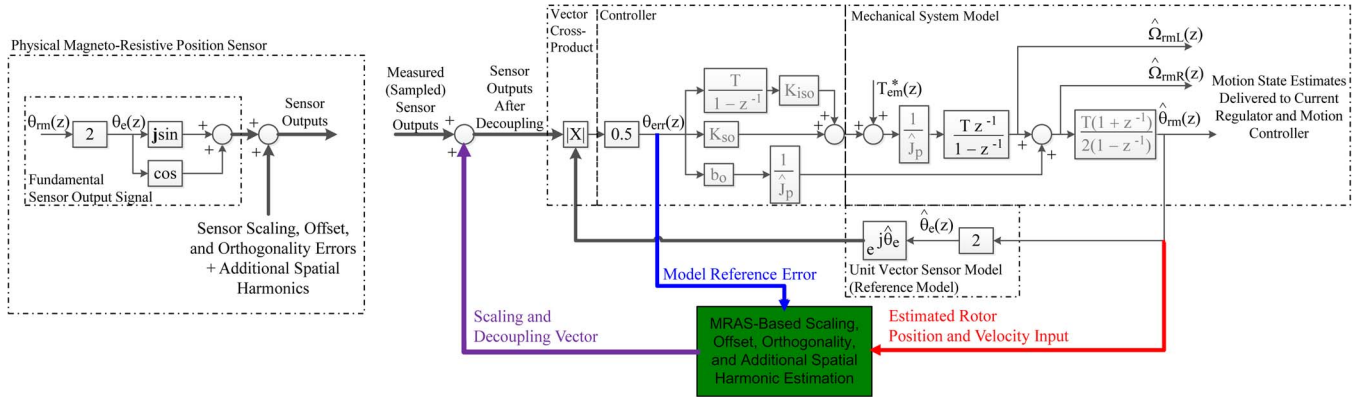 Physical Magneto-Resistive Position Sensor
θrm(z)
2
θe(z)
jsin
cos
+
+
+
+
Sensor
Outputs
Fundamental
Sensor Output Signal
Sensor Scaling, Offset,
and Orthogonality Errors
+ Additional Spatial
Harmonics
Measured
(Sampled)
Sensor
Outputs
+
+
Sensor
Outputs
After
Decoupling
Vector
Cross-
Product
|X|
Controller
0.5
θerr(z)
T
1 − z -1
Kiso
Kso
bo
1
Ĵp
+
+
Mechanical System Model
T*em(z)
+
+
1
Ĵp
T z -1
1 − z -1
+
+
T(1 + z -1)
2(1 − z -1)
Ω̂rmL(z)
Ω̂rmR(z)
θ̂rm(z)
Motion State Estimates
Delivered to Current
Regulator and Motion
Controller
e jθ̂e
θ̂e(z)
2
Unit Vector Sensor Model
(Reference Model)
Model Reference Error
Scaling and
Decoupling Vector
MRAS-Based Scaling,
Offset, Orthogonality,
and Additional Spatial
Harmonic Estimation
Estimated Rotor
Position and Velocity Input